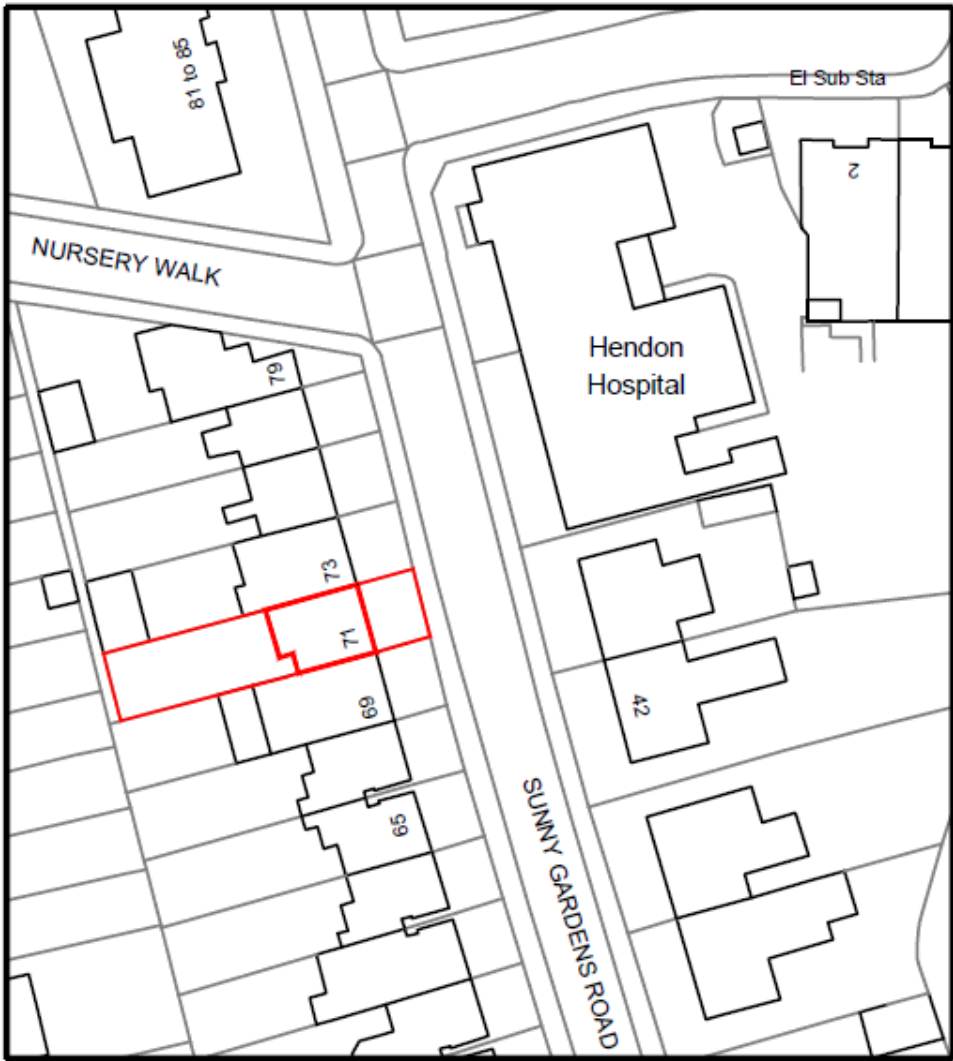 81 to 85
El Sub Sta
2
NURSERY WALK
Hendon
Hospital
79
73
71
69
42
65
SUNNY GARDENS ROAD